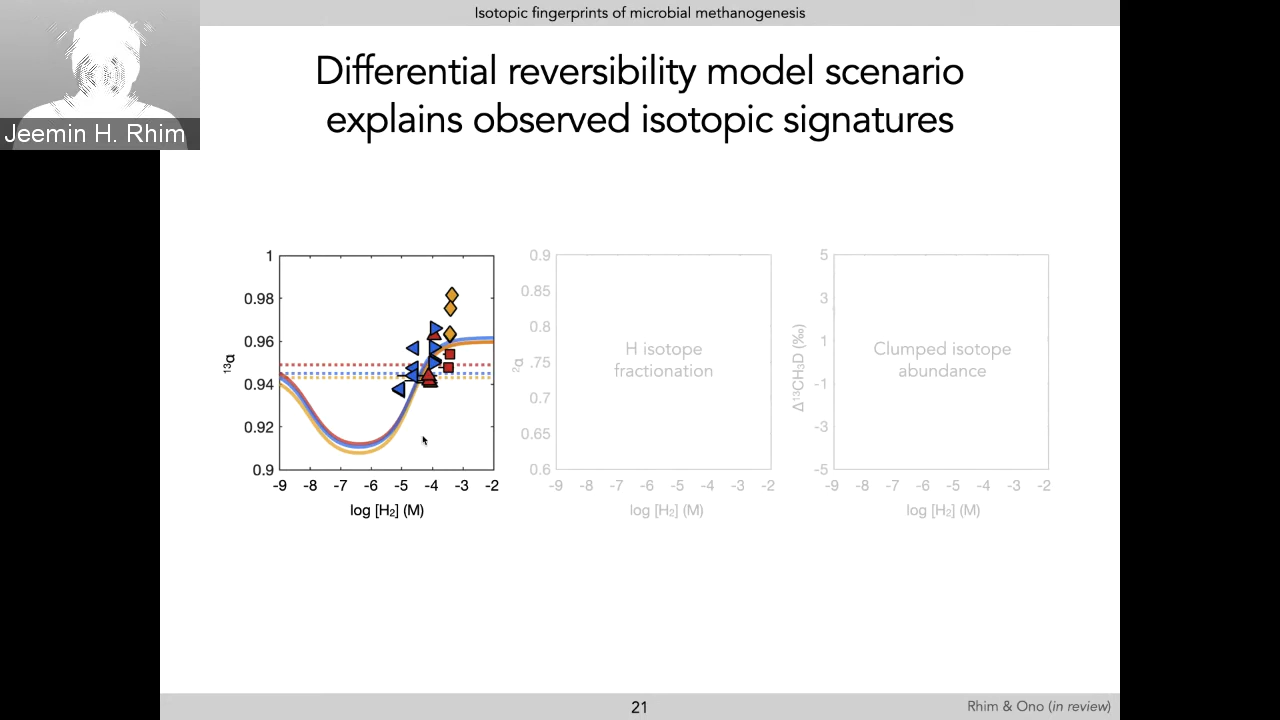 Isotopic fingerprints of microbial methanogenesis
Jeemin H. Rhim
Differential reversibility model scenario
explains observed isotopic signatures
1
0.98
0.96
0.94
0.92
0.9
¹³α
-9 -8 -7 -6 -5 -4 -3 -2
log [H₂] (M)
0.9
0.85
0.8
.75
0.7
0.65
0.6
²α
H isotope
fractionation
-9 -8 -7 -6 -5 -4 -3 -2
log [H₂] (M)
5
3
1
-1
-3
-5
Δ¹³CH₃D (‰)
Clumped isotope
abundance
-9 -8 -7 -6 -5 -4 -3 -2
log [H₂] (M)
21
Rhim & Ono (in review)